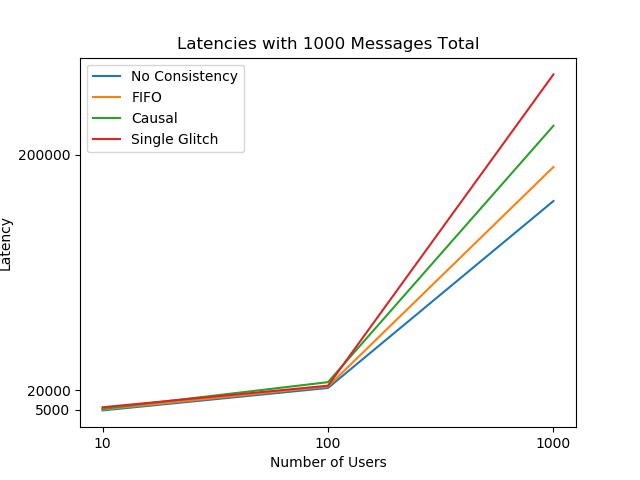 Latencies with 1000 Messages Total
No Consistency
FIFO
Causal
Single Glitch
200000
20000
5000
Latency
10 100 1000
Number of Users